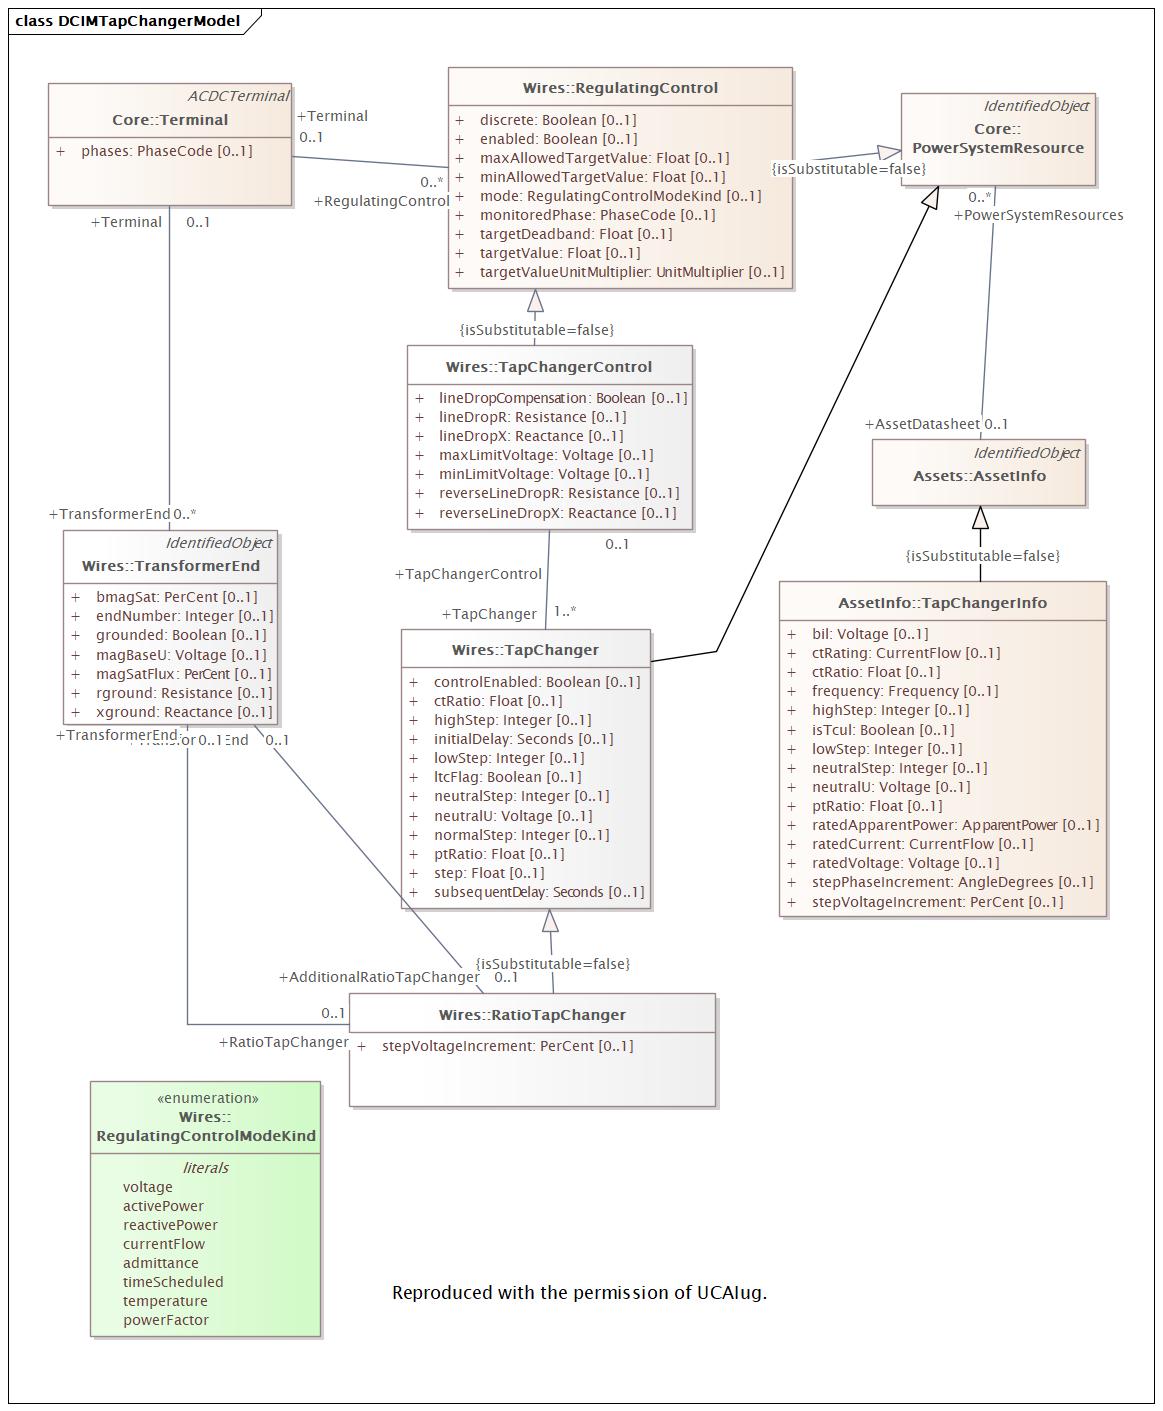 class DCIMTapChangerModel
ACDCTerminal
Core::Terminal
+ phases: PhaseCode [0..1]
+Terminal
0..1
0..*
+RegulatingControl
Wires::RegulatingControl
+ discrete: Boolean [0..1]
+ enabled: Boolean [0..1]
+ maxAllowedTargetValue: Float [0..1]
+ minAllowedTargetValue: Float [0..1]
+ mode: RegulatingControlModeKind [0..1]
+ monitoredPhase: PhaseCode [0..1]
+ targetDeadband: Float [0..1]
+ targetValue: Float [0..1]
+ targetValueUnitMultiplier: UnitMultiplier [0..1]
IdentifiedObject
Core::
PowerSystemResource
{isSubstitutable=false}
0..*
+PowerSystemResources
+Terminal
0..1
{isSubstitutable=false}
Wires::TapChangerControl
+ lineDropCompensation: Boolean [0..1]
+ lineDropR: Resistance [0..1]
+ lineDropX: Reactance [0..1]
+ maxLimitVoltage: Voltage [0..1]
+ minLimitVoltage: Voltage [0..1]
+ reverseLineDropR: Resistance [0..1]
+ reverseLineDropX: Reactance [0..1]
+AssetDatasheet 0..1
IdentifiedObject
Assets::AssetInfo
{isSubstitutable=false}
+TransformerEnd 0..*
IdentifiedObject
Wires::TransformerEnd
+ bmagSat: PerCent [0..1]
+ endNumber: Integer [0..1]
+ grounded: Boolean [0..1]
+ magBaseU: Voltage [0..1]
+ magSatFlux: PerCent [0..1]
+ rground: Resistance [0..1]
+ xground: Reactance [0..1]
0..1
+TapChangerControl
+TapChanger
1..*
Wires::TapChanger
+ controlEnabled: Boolean [0..1]
+ ctRatio: Float [0..1]
+ highStep: Integer [0..1]
+ initialDelay: Seconds [0..1]
+ lowStep: Integer [0..1]
+ ltcFlag: Boolean [0..1]
+ neutralStep: Integer [0..1]
+ neutralU: Voltage [0..1]
+ normalStep: Integer [0..1]
+ ptRatio: Float [0..1]
+ step: Float [0..1]
+ subsequentDelay: Seconds [0..1]
AssetInfo::TapChangerInfo
+ bil: Voltage [0..1]
+ ctRating: CurrentFlow [0..1]
+ ctRatio: Float [0..1]
+ frequency: Frequency [0..1]
+ highStep: Integer [0..1]
+ isTcul: Boolean [0..1]
+ lowStep: Integer [0..1]
+ neutralStep: Integer [0..1]
+ neutralU: Voltage [0..1]
+ ptRatio: Float [0..1]
+ ratedApparentPower: ApparentPower [0..1]
+ ratedCurrent: CurrentFlow [0..1]
+ ratedVoltage: Voltage [0..1]
+ stepPhaseIncrement: AngleDegrees [0..1]
+ stepVoltageIncrement: PerCent [0..1]
+TransformerEnd
0..1
0..1
{isSubstitutable=false}
+AdditionalRatioTapChanger
0..1
0..1
+RatioTapChanger
Wires::RatioTapChanger
+ stepVoltageIncrement: PerCent [0..1]
«enumeration»
Wires::
RegulatingControlModeKind
literals
voltage
activePower
reactivePower
currentFlow
admittance
timeScheduled
temperature
powerFactor
Reproduced with the permission of UCAIug.